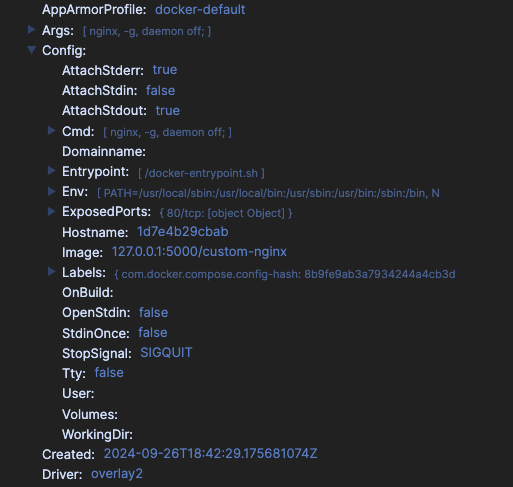 AppArmorProfile: docker-default
Args: [ nginx, -g, daemon off; ]
Config:
AttachStderr: true
AttachStdin: false
AttachStdout: true
Cmd: [ nginx, -g, daemon off; ]
Domainname:
Entrypoint: [ /docker-entrypoint.sh ]
Env: [ PATH=/usr/local/sbin:/usr/local/bin:/usr/sbin:/usr/bin:/sbin:/bin, N
ExposedPorts: { 80/tcp: [object Object] }
Hostname: 1d7e4b29cbab
Image: 127.0.0.1:5000/custom-nginx
Labels: { com.docker.compose.config-hash: 8b9fe9ab3a7934244a4cb3d
OnBuild:
OpenStdin: false
StdinOnce: false
StopSignal: SIGQUIT
Tty: false
User:
Volumes:
WorkingDir:
Created: 2024-09-26T18:42:29.175681074Z
Driver: overlay2